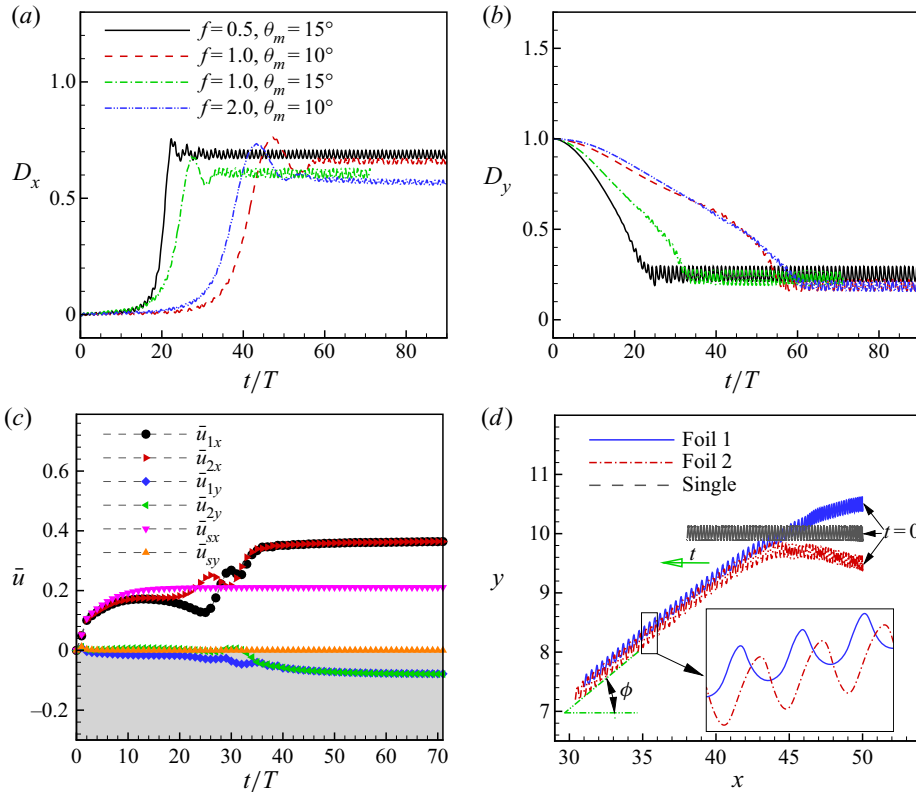 (a)
f = 0.5, θm = 15°
f = 1.0, θm = 10°
f = 1.0, θm = 15°
f = 2.0, θm = 10°
1.0
Dx
0.5
0
0 20 40 60 80
t/T
(b)
1.5
1.0
Dy
0.5
0
0 20 40 60 80
t/T
(c)
ū1x
ū2x
ū1y
ū2y
ūsx
ūsy
0.6
0.4
ū
0.2
0
–0.2
0 10 20 30 40 50 60 70
t/T
(d)
Foil 1
Foil 2
Single
11
10
9
y
8
7
6
t
t = 0
ϕ
30 35 40 45 50
x